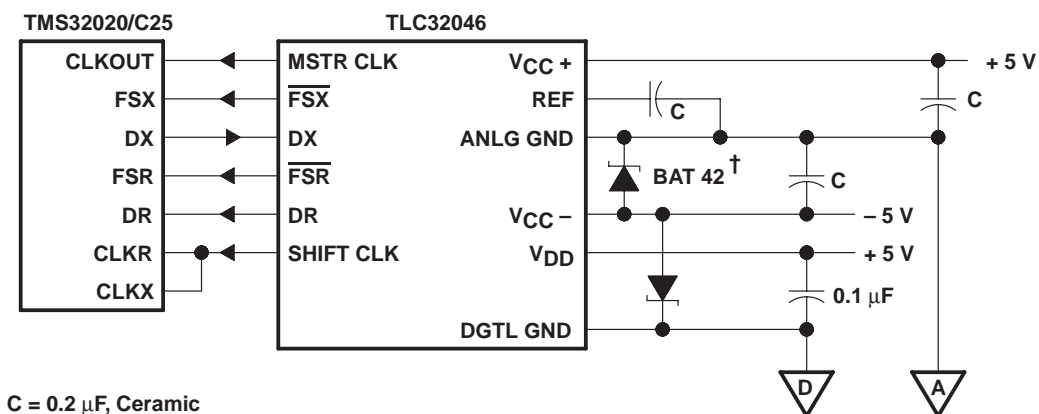 TMS32020/C25
TLC32046
CLKOUT
MSTR CLK
VCC +
+ 5 V
FSX
FSX
REF
C
C
DX
DX
ANLG GND
FSR
FSR
BAT 42 †
C
DR
DR
VCC –
– 5 V
CLKR
SHIFT CLK
VDD
+ 5 V
CLKX
0.1 μF
DGTL GND
D
A
C = 0.2 μF, Ceramic